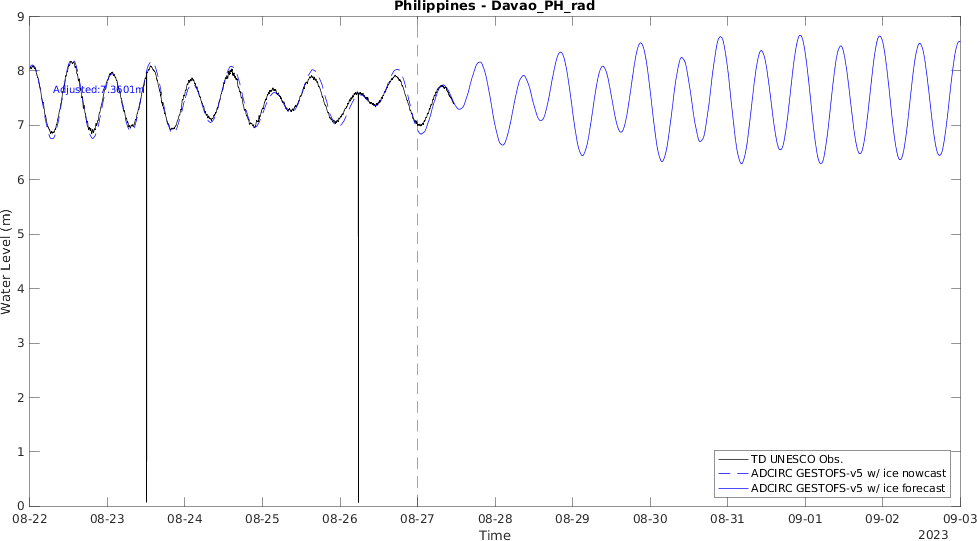 Philippines - Davao_PH_rad
9
8
7
6
5
4
3
2
1
0
Water Level (m)
Adjusted:7.3601m
TD UNESCO Obs.
ADCIRC GESTOFS-v5 w/ ice nowcast
ADCIRC GESTOFS-v5 w/ ice forecast
08-22 08-23 08-24 08-25 08-26 08-27 08-28 08-29 08-30 08-31 09-01 09-02 09-03
Time
2023